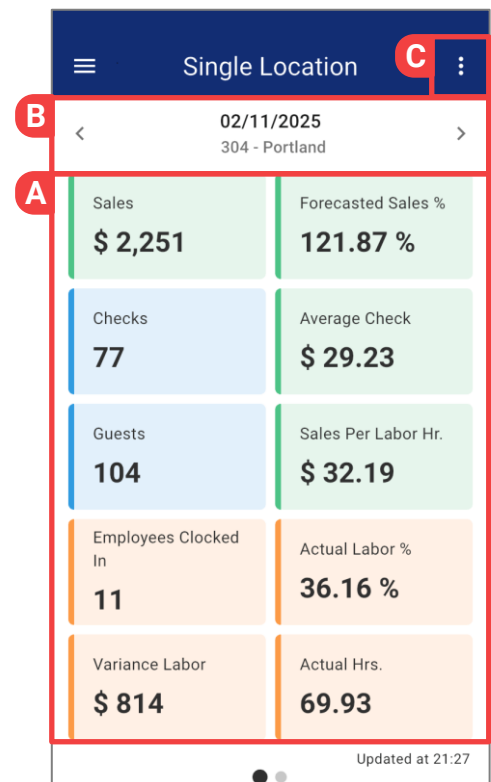 Single Location
C
B
02/11/2025
304 - Portland
A
Sales
$ 2,251
Forecasted Sales %
121.87 %
Checks
77
Average Check
$ 29.23
Guests
104
Sales Per Labor Hr.
$ 32.19
Employees Clocked
In
11
Actual Labor %
36.16 %
Variance Labor
$ 814
Actual Hrs.
69.93
Updated at 21:27